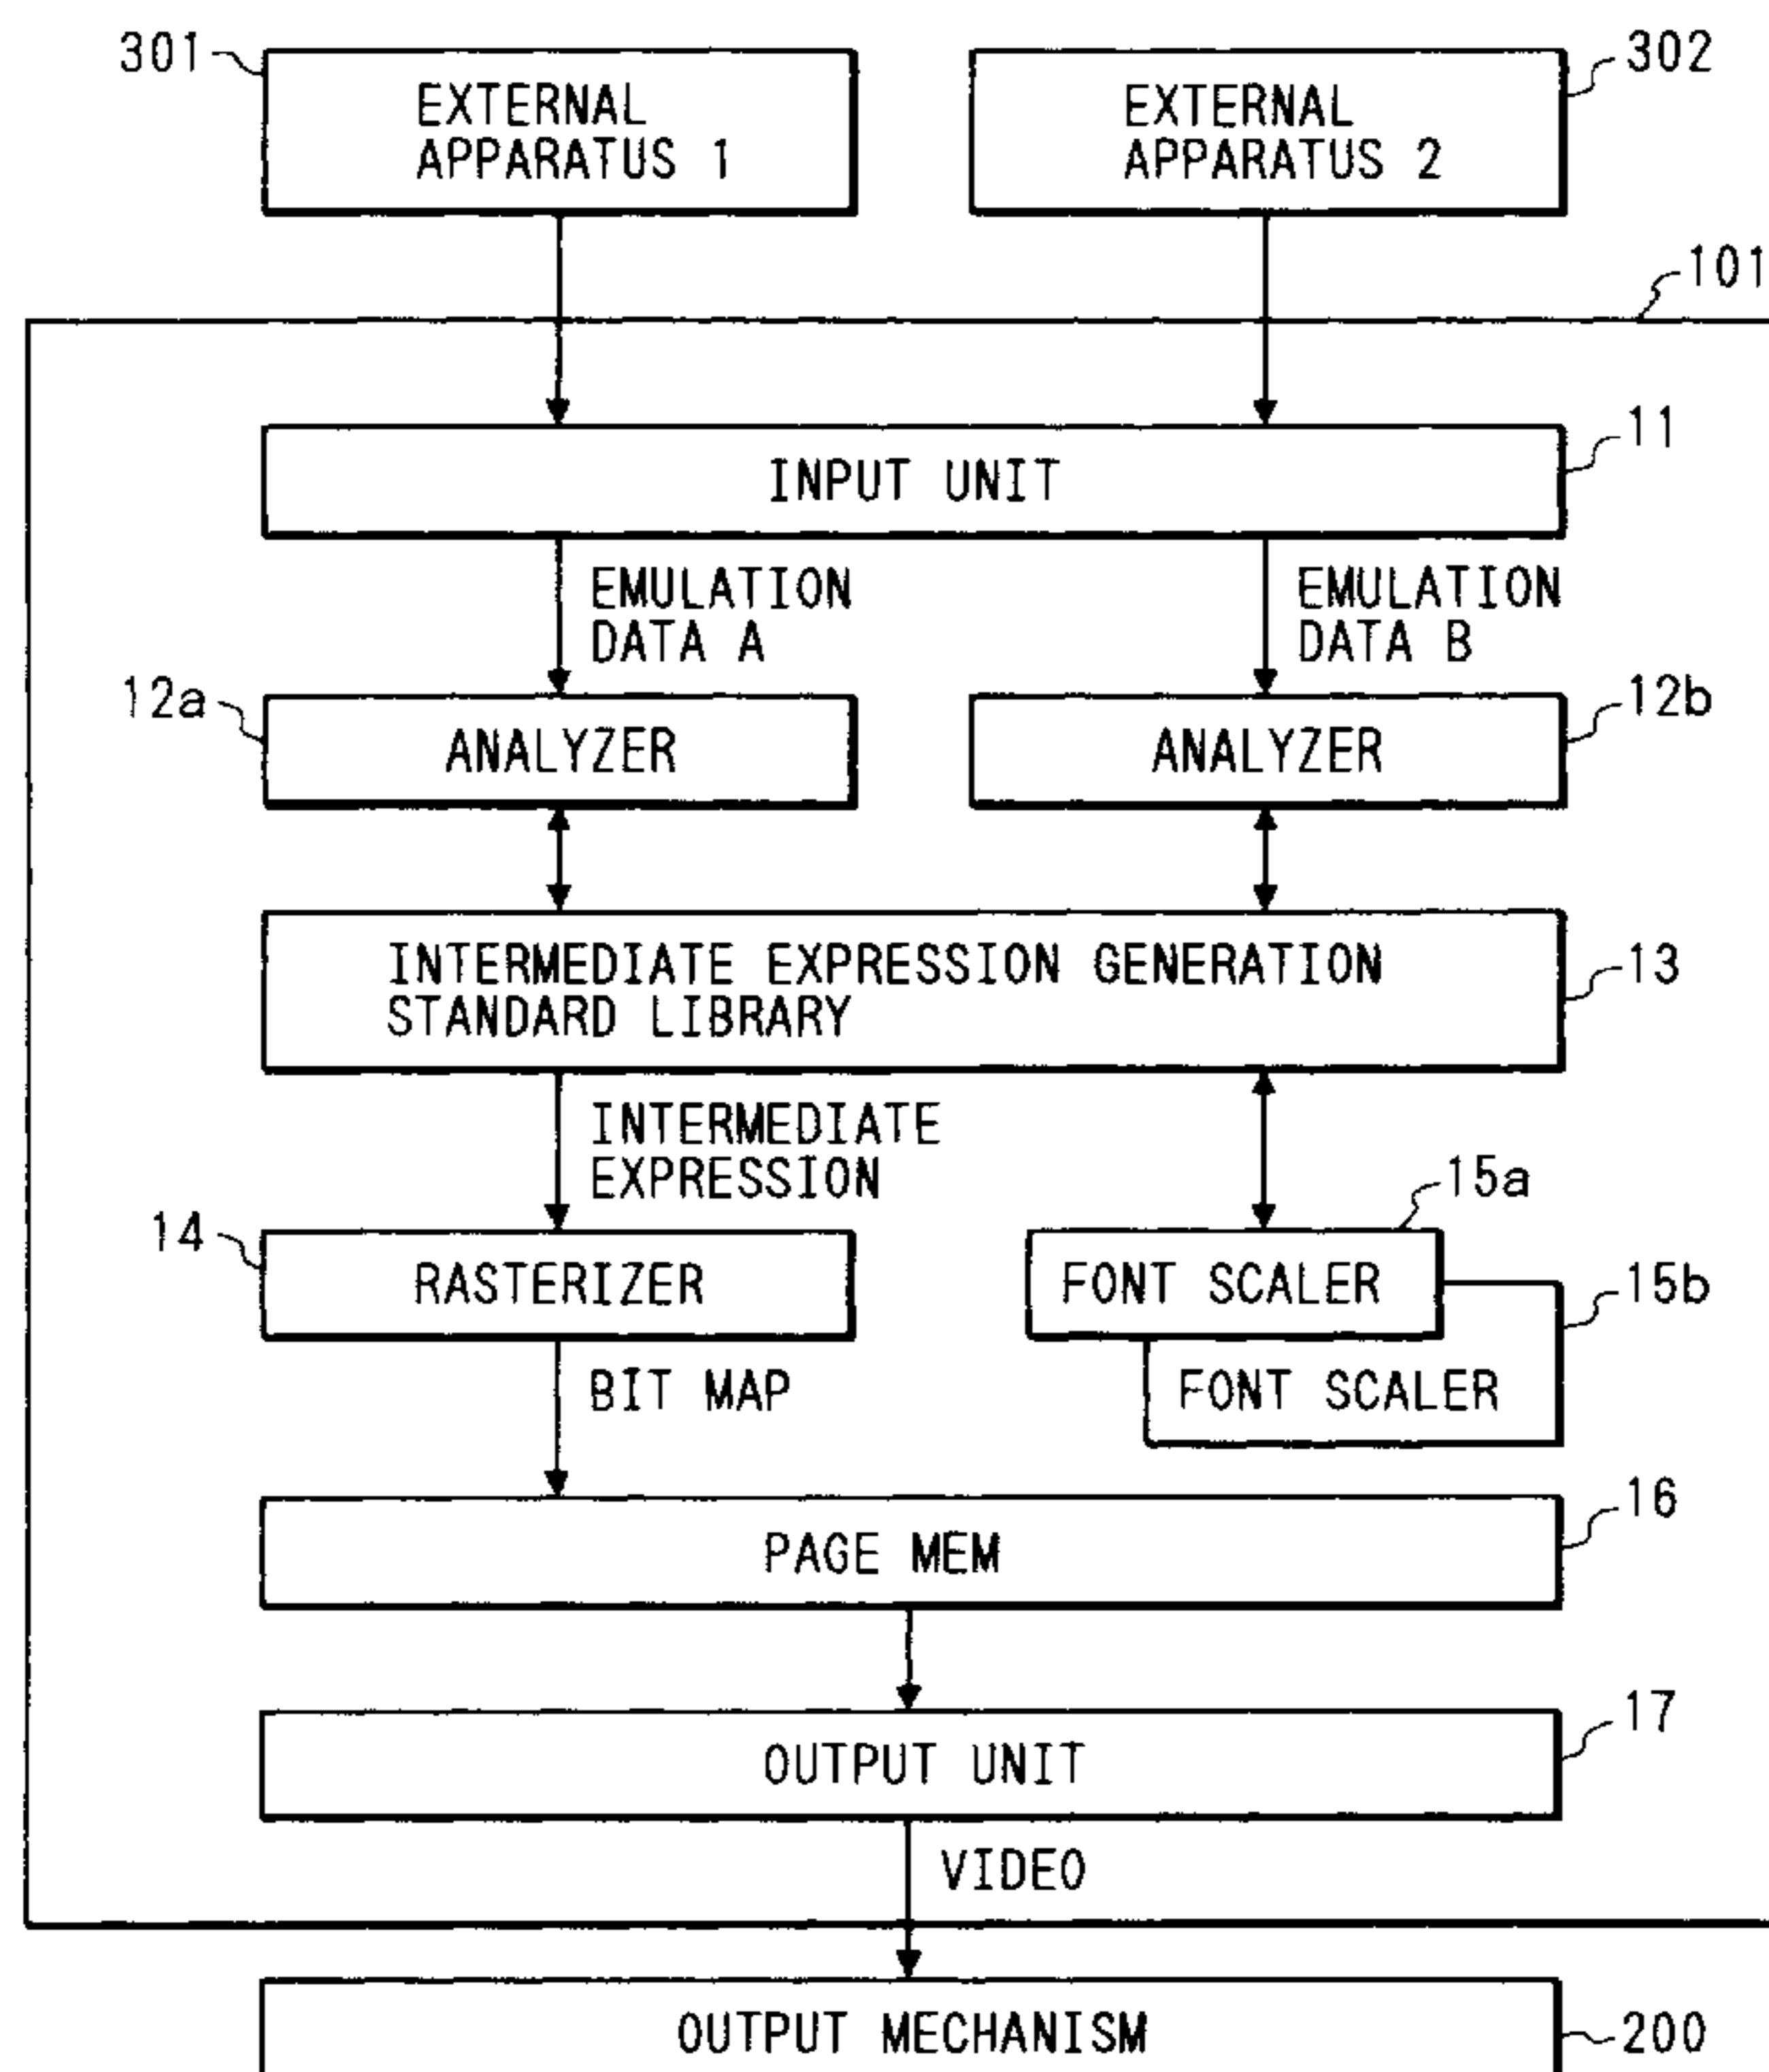 301
EXTERNAL
APPARATUS 1
EXTERNAL
APPARATUS 2
302
101
INPUT UNIT
11
EMULATION
DATA A
EMULATION
DATA B
12a
ANALYZER
ANALYZER
12b
INTERMEDIATE EXPRESSION GENERATION
STANDARD LIBRARY
13
INTERMEDIATE
EXPRESSION
15a
14
RASTERIZER
FONT SCALER
15b
BIT MAP
FONT SCALER
16
PAGE MEM
17
OUTPUT UNIT
VIDEO
OUTPUT MECHANISM
200